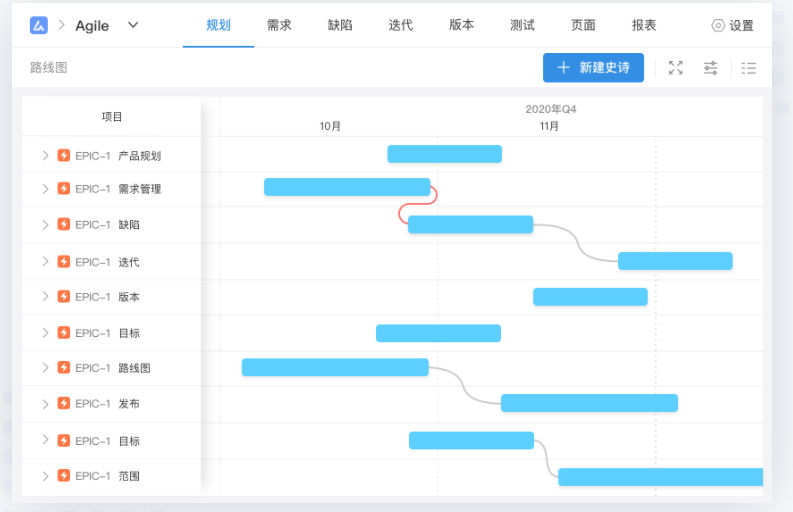 Agile 规划 需求 缺陷 迭代 版本 测试 页面 报表 设置
路线图 新建史诗
项目 2020年Q4
10月 11月
EPIC-1 产品规划
EPIC-1 需求管理
EPIC-1 缺陷
EPIC-1 迭代
EPIC-1 版本
EPIC-1 目标
EPIC-1 路线图
EPIC-1 发布
EPIC-1 目标
EPIC-1 范围